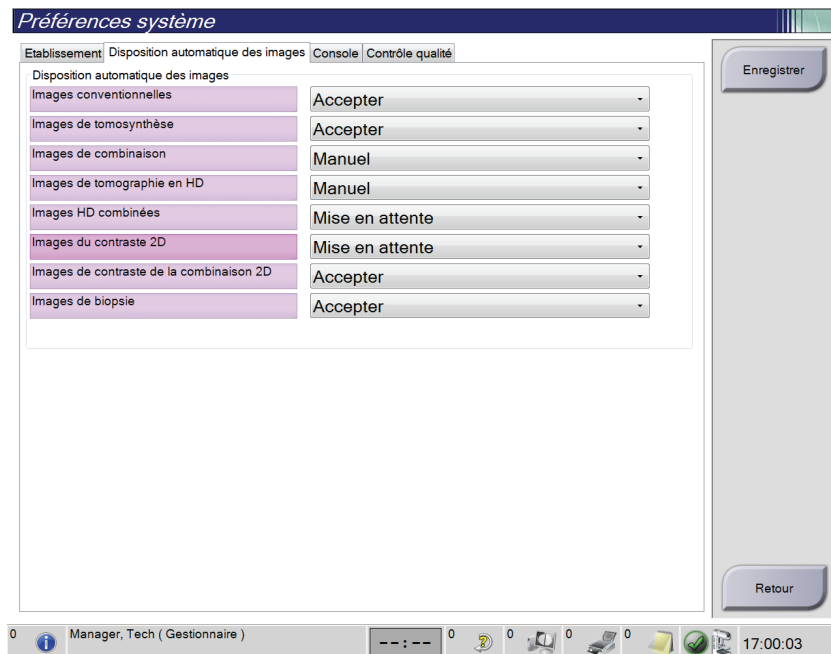 Préférences système
Etablissement Disposition automatique des images Console Contrôle qualité
Enregistrer
Disposition automatique des images
Images conventionnelles Accepter
Images de tomosynthèse Accepter
Images de combinaison Manuel
Images de tomographie en HD Manuel
Images HD combinées Mise en attente
Images du contraste 2D Mise en attente
Images de contraste de la combinaison 2D Accepter
Images de biopsie Accepter
Retour
0 Manager, Tech ( Gestionnaire ) --:-- 0 0 0 0 17:00:03